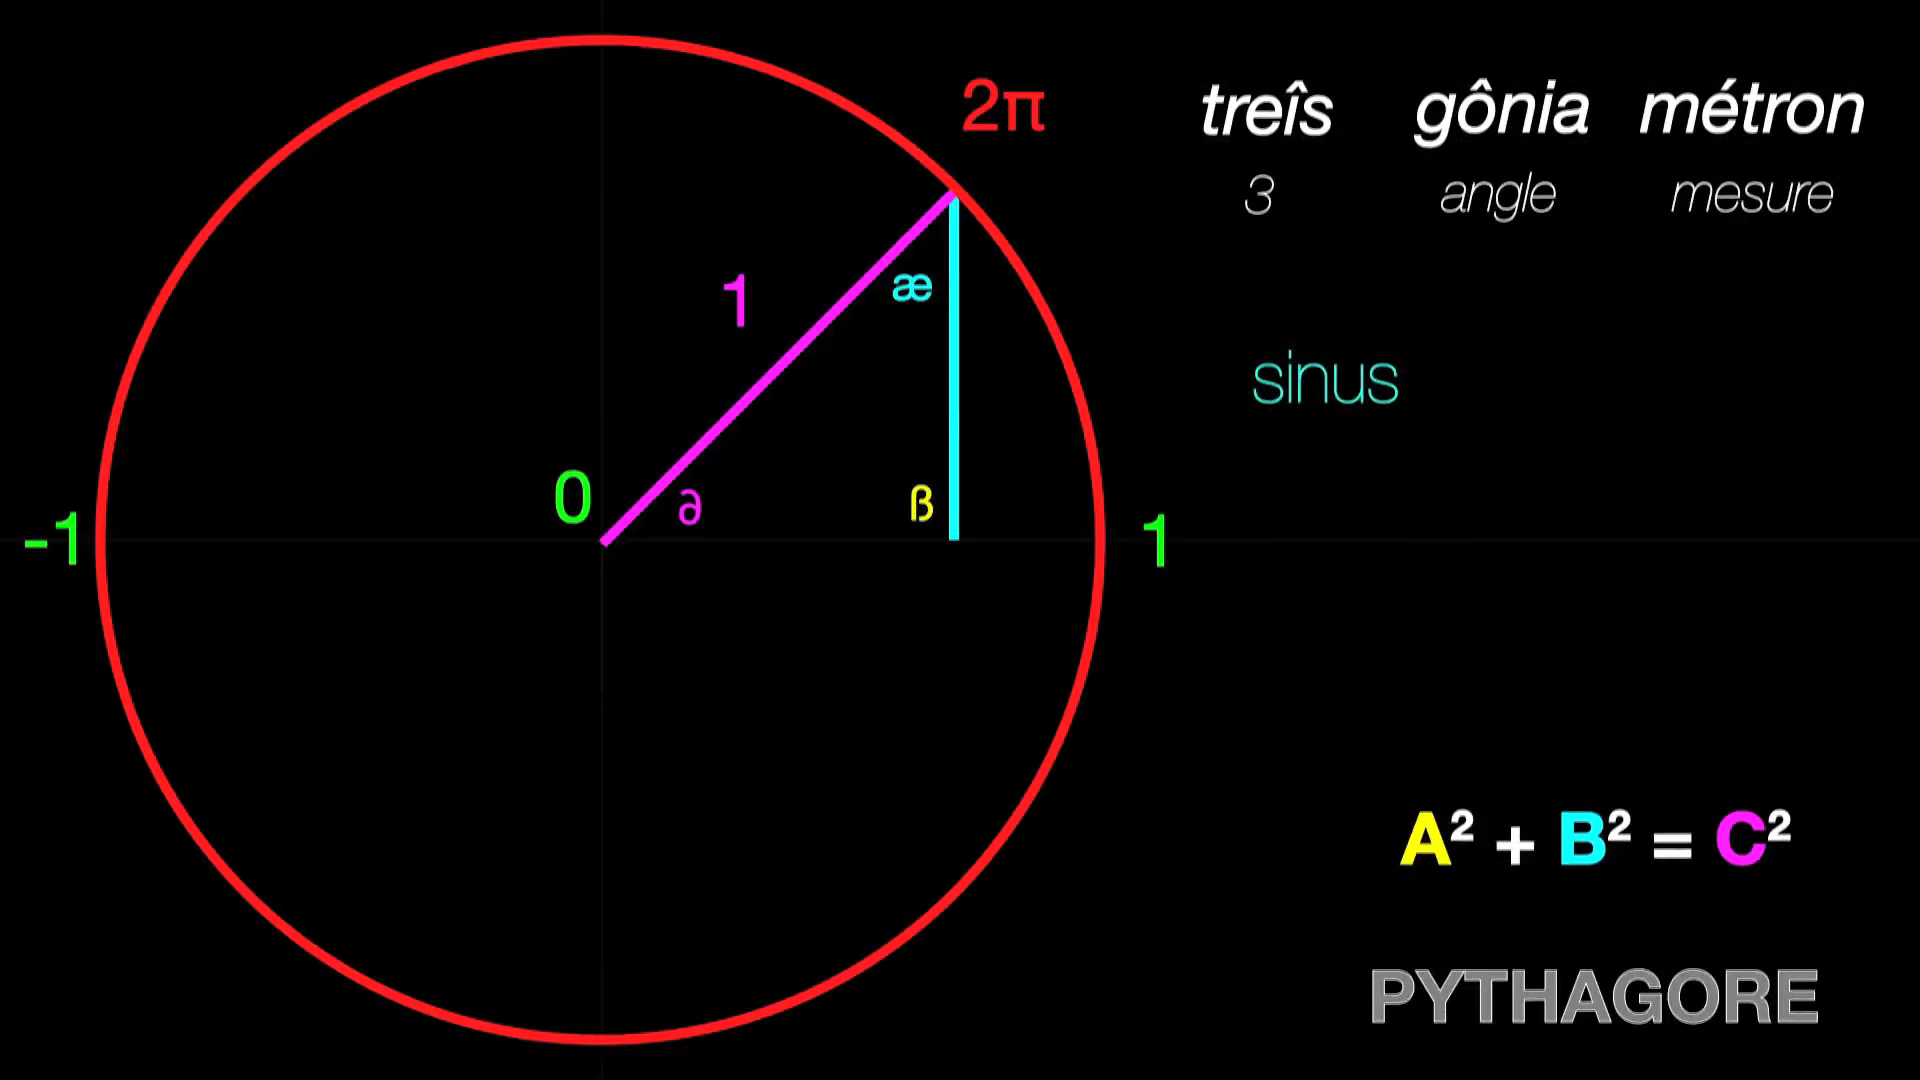 2π
treîs gônia métron
3 angle mesure
1
æ
sinus
0
∂
ß
-1
1
A² + B² = C²
PYTHAGORE